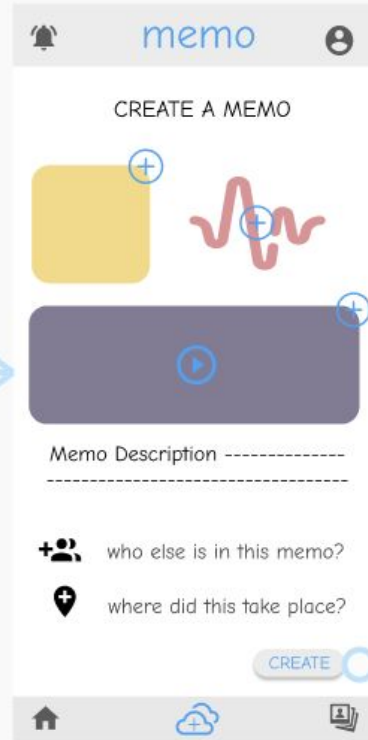 memo
CREATE A MEMO
Memo Description --------------
-----------------------------------
who else is in this memo?
where did this take place?
CREATE